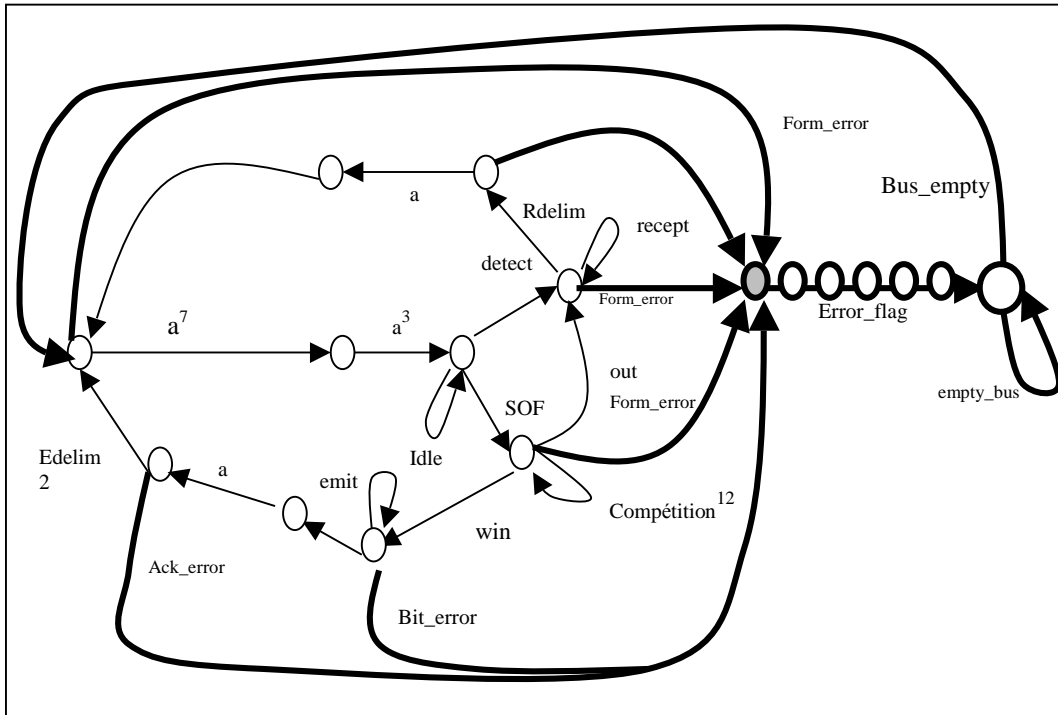 Form_error
Bus_empty
a
Rdelim
recept
detect
Form_error
Error_flag
a7
a3
empty_bus
out
Form_error
SOF
Idle
Edelim
2
a
emit
Compétition12
win
Ack_error
Bit_error